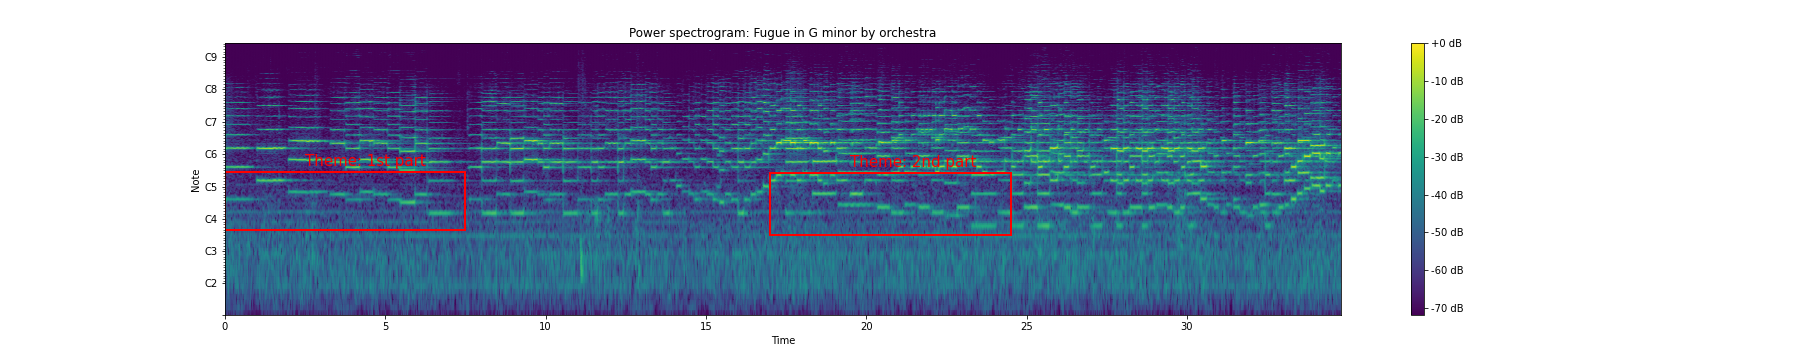 Power spectrogram: Fugue in G minor by orchestra
Note
C9
C8
C7
C6
C5
C4
C3
C2
Theme: 1st part
Theme: 2nd part
0 5 10 15 20 25 30
Time
+0 dB
-10 dB
-20 dB
-30 dB
-40 dB
-50 dB
-60 dB
-70 dB